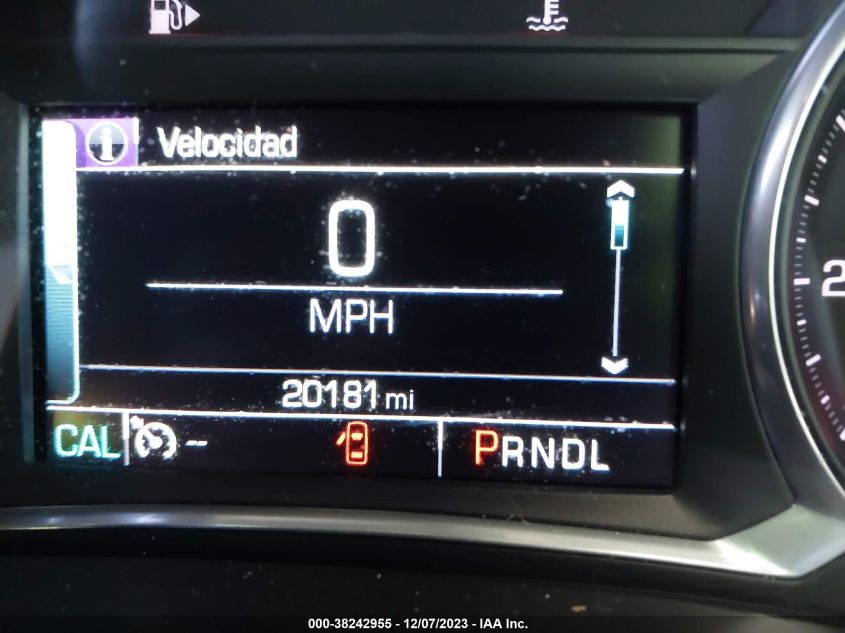 Velocidad
0
MPH
20181 mi
CAL -- PRNDL
2
000-38242955 - 12/07/2023 - IAA Inc.